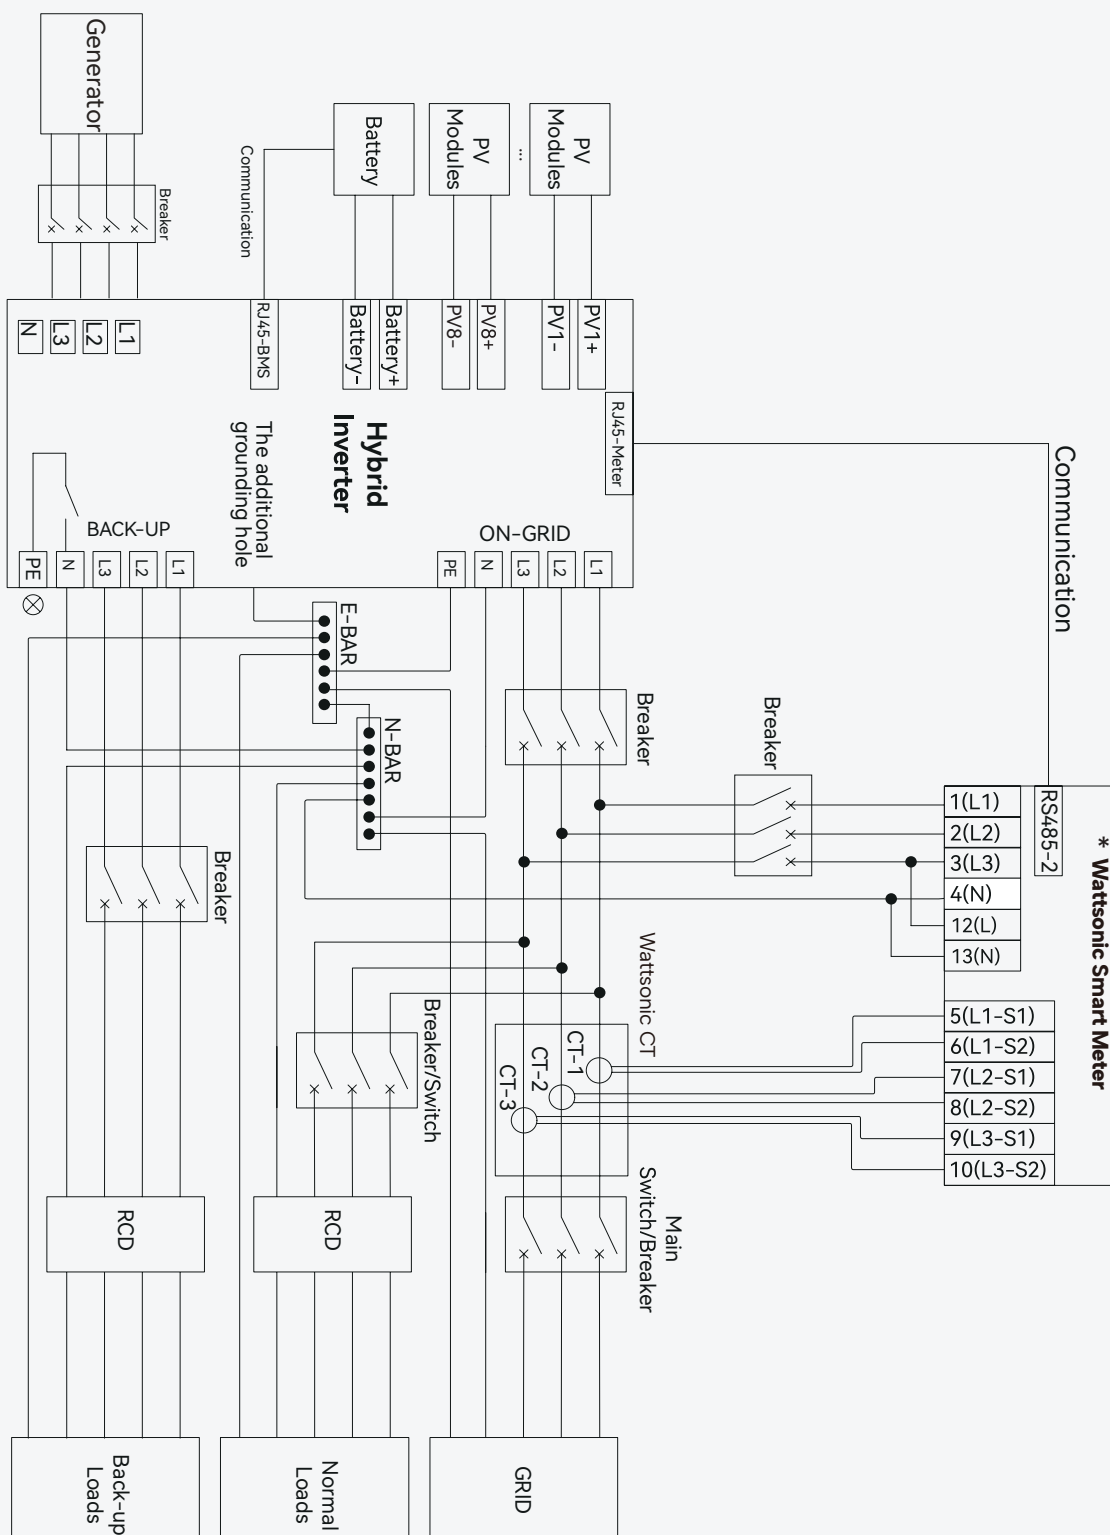 Generator
Breaker
Communication
Battery
PV
Modules
...
PV
Modules
N
L3
L2
L1
RJ45-BMS
Battery-
Battery+
PV8-
PV8+
PV1-
PV1+
RJ45-Meter
Communication
Hybrid
Inverter
The additional
grounding hole
BACK-UP
ON-GRID
PE
N
L3
L2
L1
PE
N
L3
L2
L1
E-BAR
N-BAR
Breaker
Breaker
Breaker
RS485-2
* Wattsonic Smart Meter
1(L1)
2(L2)
3(L3)
4(N)
12(L)
13(N)
5(L1-S1)
6(L1-S2)
7(L2-S1)
8(L2-S2)
9(L3-S1)
10(L3-S2)
Wattsonic CT
CT-1
CT-2
CT-3
Breaker/Switch
Main
Switch/Breaker
RCD
RCD
Back-up
Loads
Normal
Loads
GRID